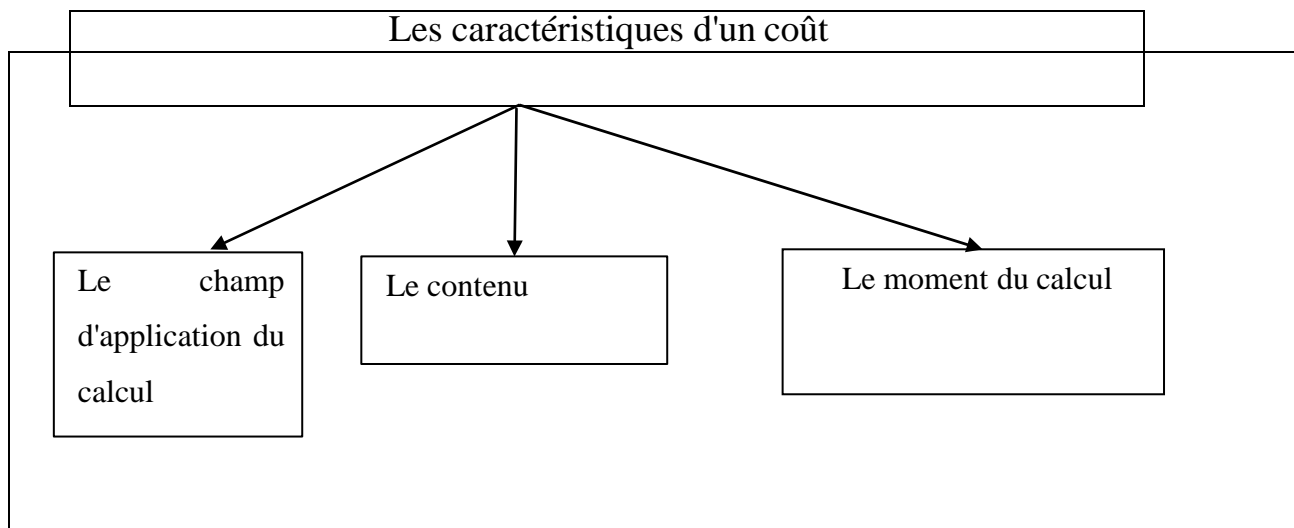 Les caractéristiques d'un coût
Le champ
d'application du
calcul
Le contenu
Le moment du calcul